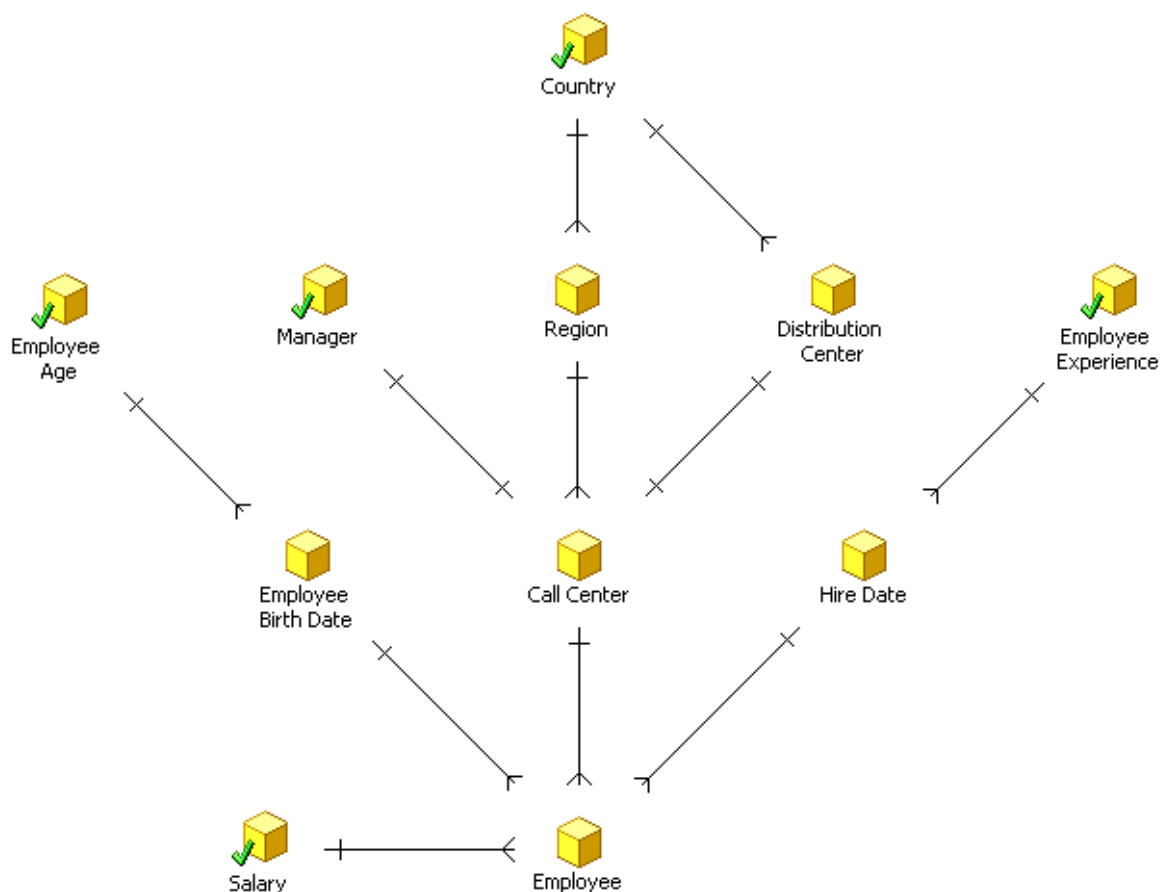 Country
Employee
Age
Manager
Region
Distribution
Center
Employee
Experience
Employee
Birth Date
Call Center
Hire Date
Salary
Employee